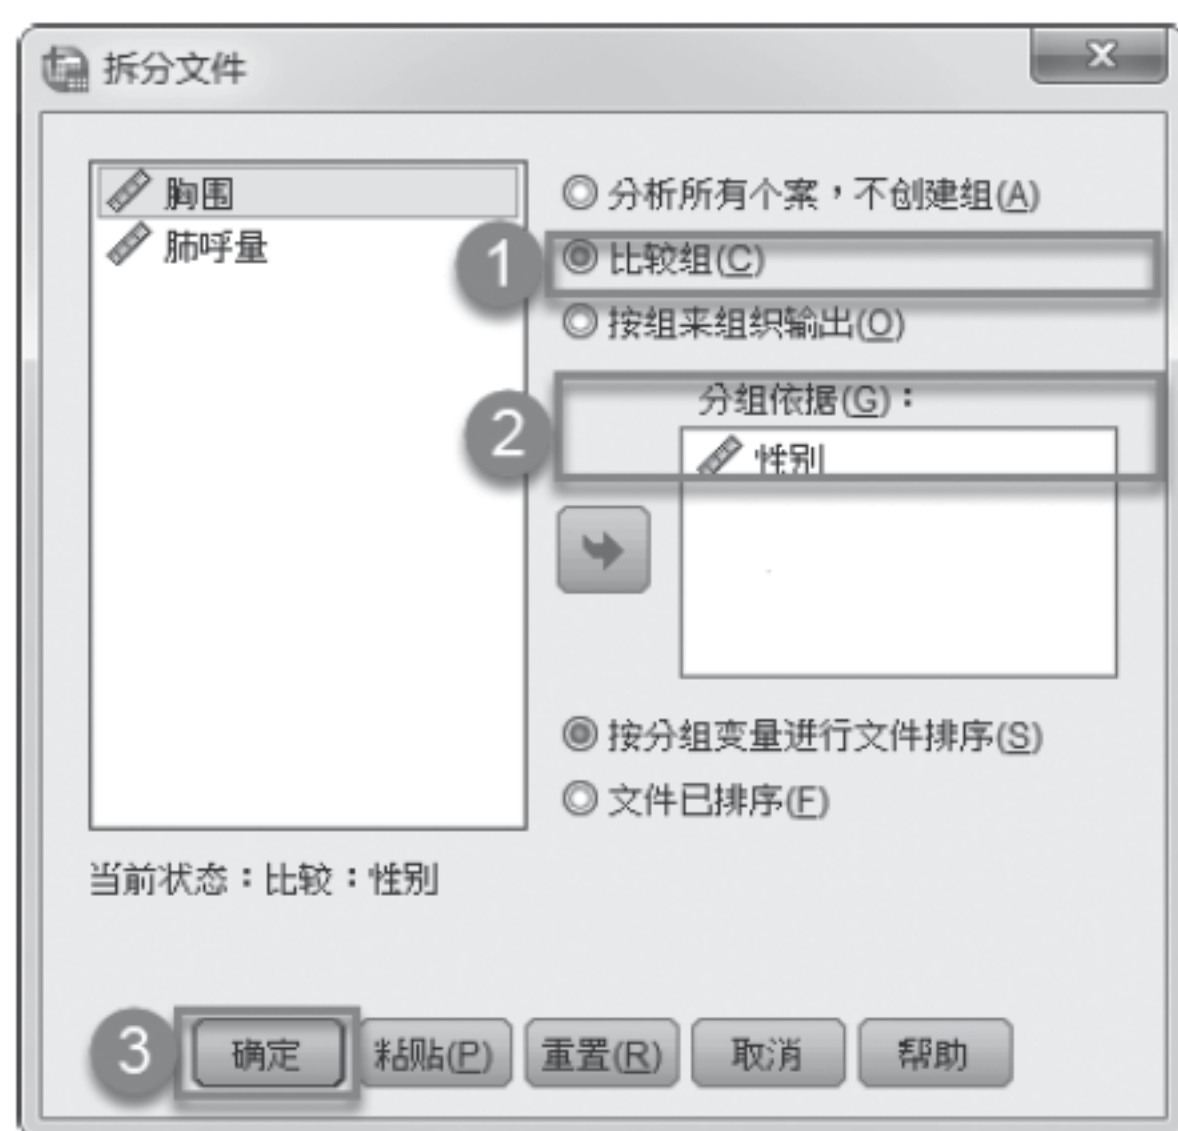 拆分文件
胸围
肺呼量
分析所有个案，不创建组(A)
1
比较组(C)
按组来组织输出(O)
2
分组依据(G)：
性别
按分组变量进行文件排序(S)
文件已排序(F)
当前状态：比较：性别
3
确定
粘贴(P)
重置(R)
取消
帮助